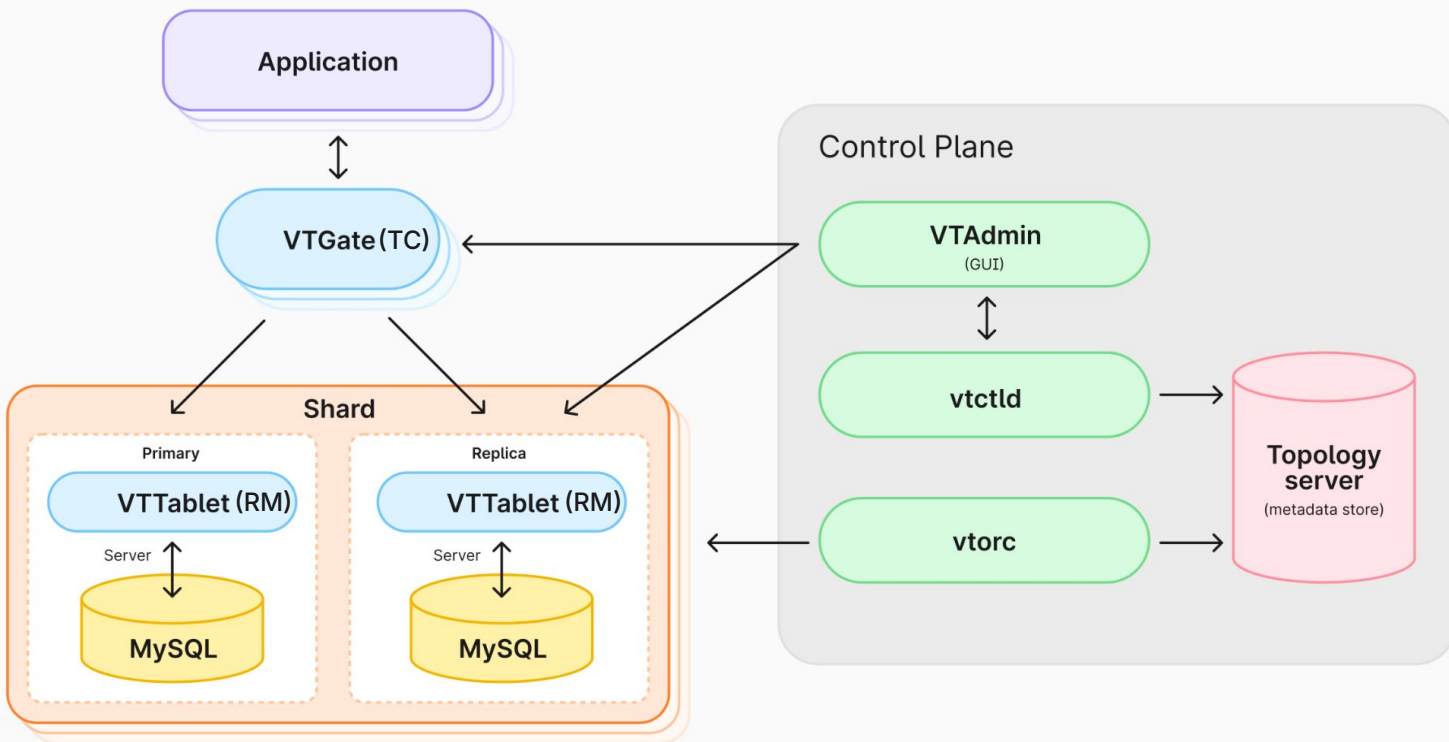 Application
VTGate (TC)
Shard
Primary
VTTablet (RM)
Server
MySQL
Replica
VTTablet (RM)
Server
MySQL
Control Plane
VTAdmin
(GUI)
vtctld
vtorc
Topology
server
(metadata store)